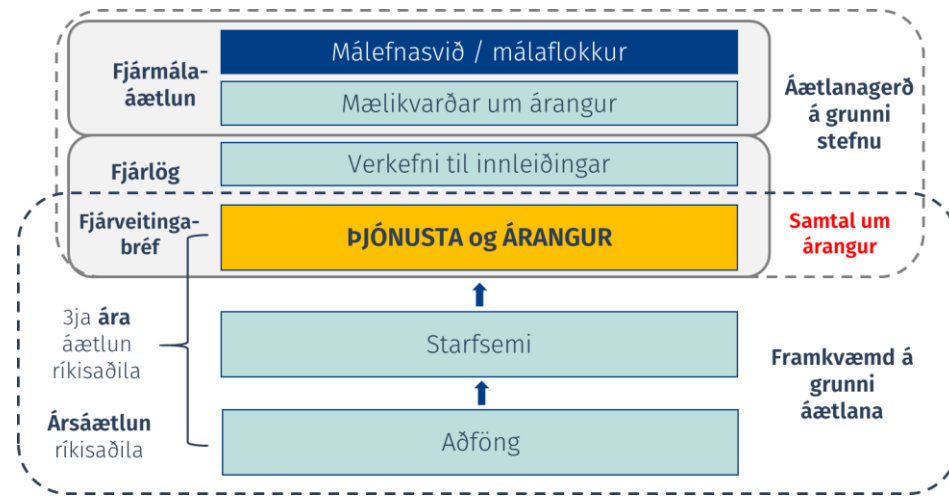 Málefnasvið / málaflokkur
Fjármála-
áætlun
Mælikvarðar um árangur
Áætlanagerð
á grunni
stefnu
Fjárlög
Verkefni til innleiðingar
Fjárveitinga-
bréf
ÞJÓNUSTA og ÁRANGUR
Samtal um
árangur
3ja ára
áætlun
ríkisaðila
Starfsemi
Framkvæmd á
grunni
áætlana
Ársáætlun
ríkisaðila
Aðföng